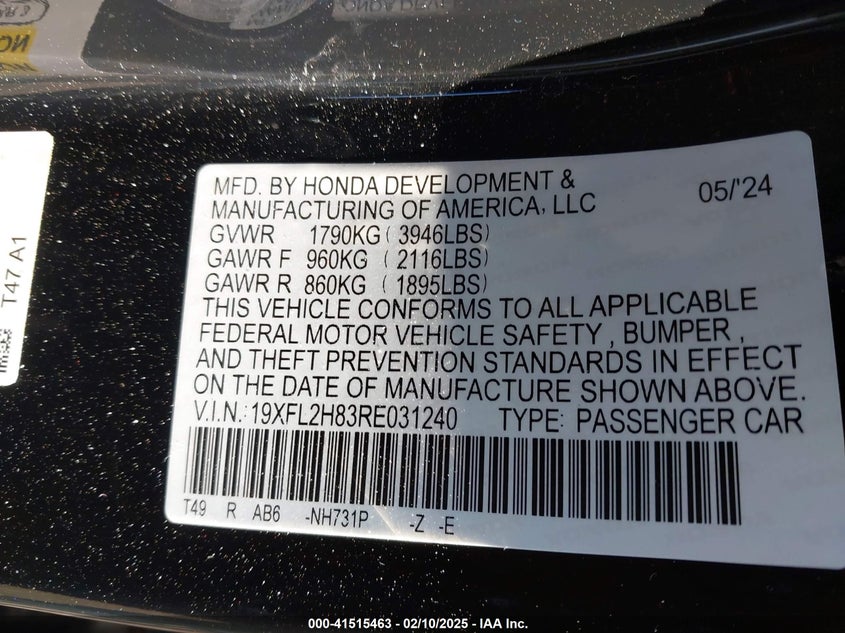 MFD. BY HONDA DEVELOPMENT &
MANUFACTURING OF AMERICA, LLC
05/'24
GVWR 1790KG (3946LBS)
GAWR F 960KG (2116LBS)
GAWR R 860KG (1895LBS)
THIS VEHICLE CONFORMS TO ALL APPLICABLE
FEDERAL MOTOR VEHICLE SAFETY , BUMPER ,
AND THEFT PREVENTION STANDARDS IN EFFECT
ON THE DATE OF MANUFACTURE SHOWN ABOVE.
V.I.N.: 19XFL2H83RE031240 TYPE: PASSENGER CAR
T49 R AB6 -NH731P -Z -E
T47 A1
000-41515463 - 02/10/2025 - IAA Inc.